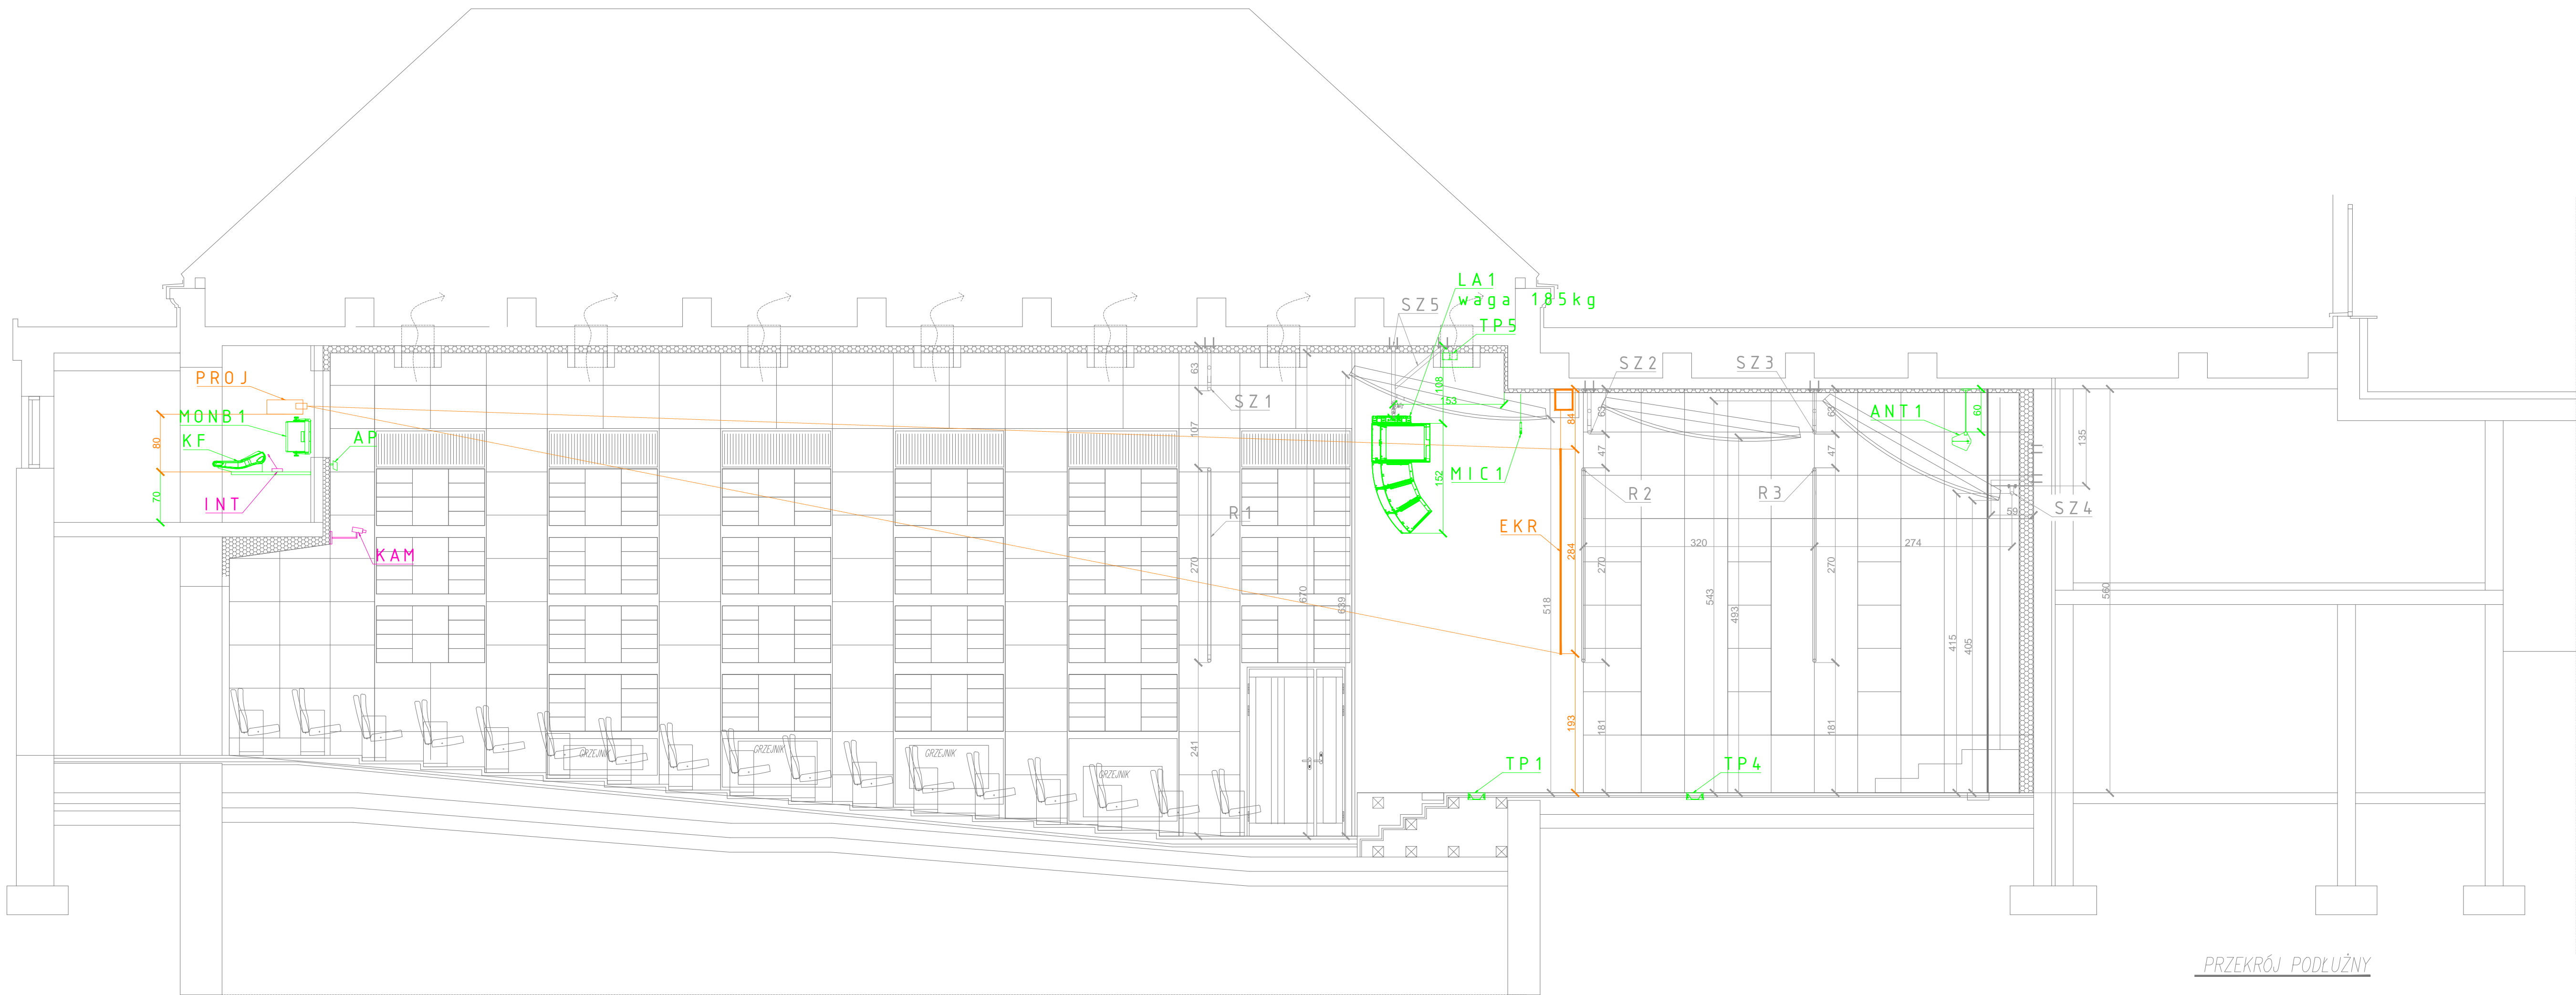 LA1
waga 185kg
SZ5
TP5
PROJ
MONB1
KF
AP
INT
KAM
80
70
63
SZ1
107
R1
270
241
670
639
108
153
152
MIC1
EKR
84
284
193
518
SZ2
SZ3
63
47
R2
270
181
320
543
493
63
47
R3
270
181
274
ANT1
60
135
59
SZ4
415
405
560
GRZEJNIK
GRZEJNIK
GRZEJNIK
GRZEJNIK
TP1
TP4
PRZEKRÓJ PODŁUŻNY